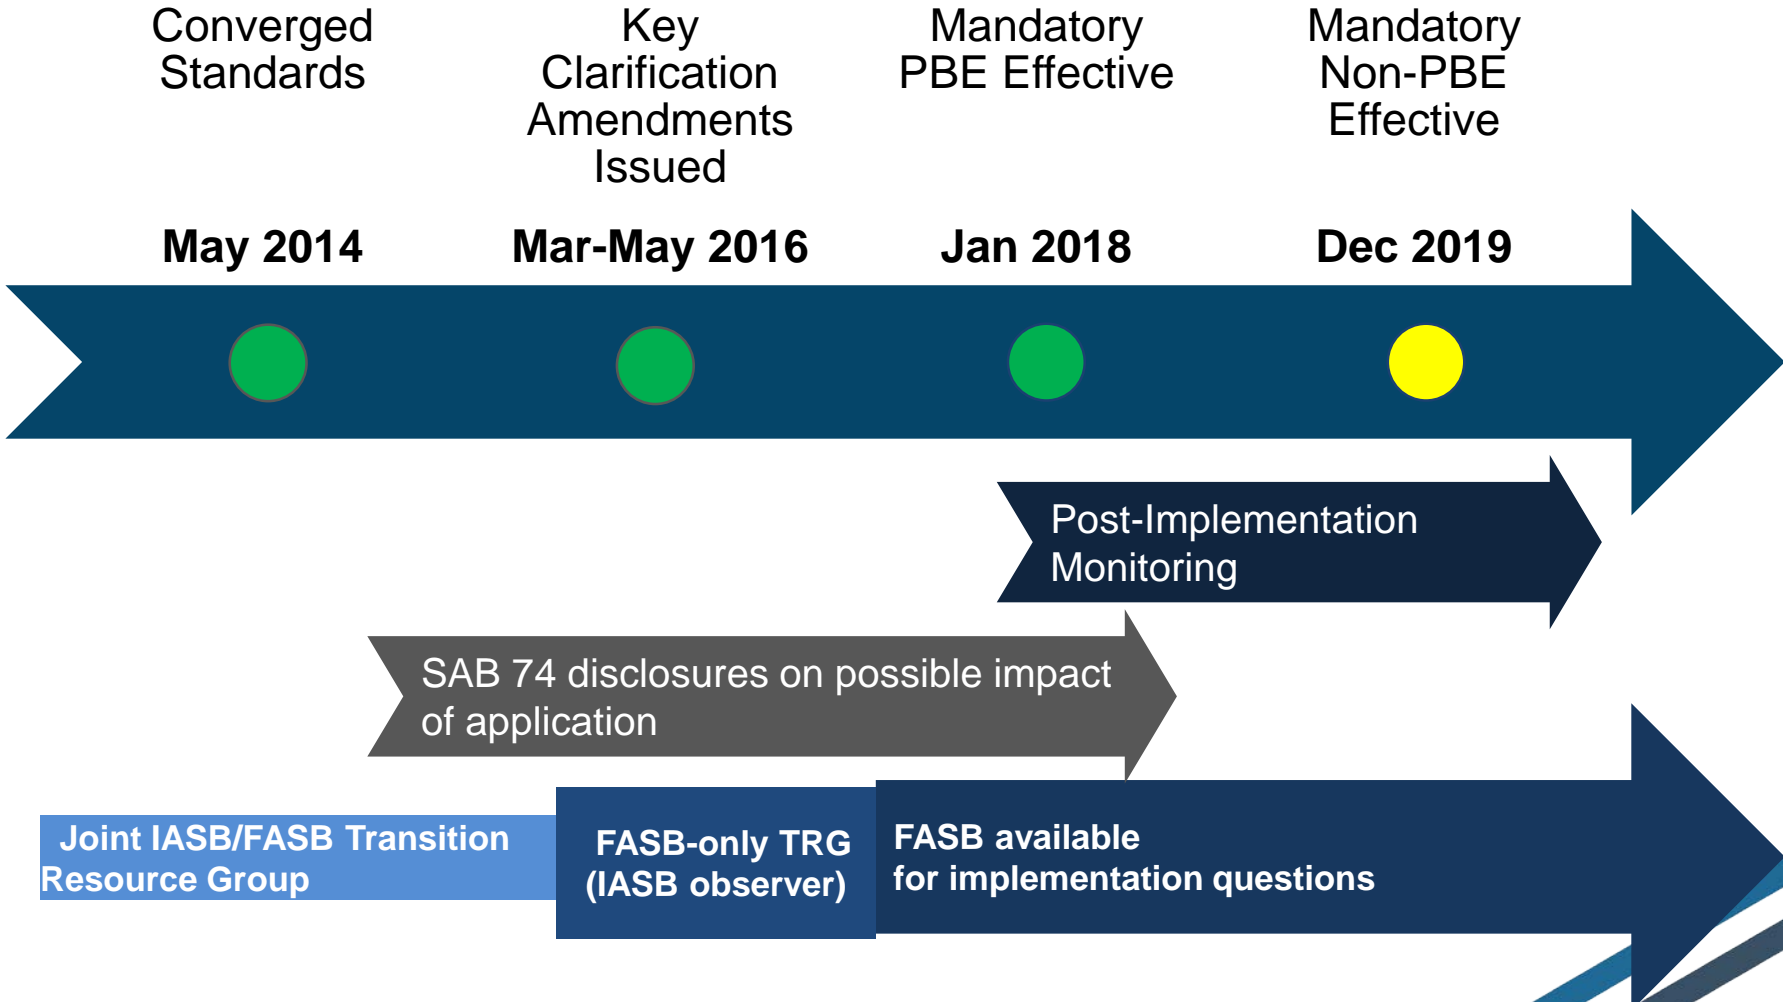 Converged
Standards
Key
Clarification
Amendments
Issued
Mandatory
PBE Effective
Mandatory
Non-PBE
Effective
May 2014
Mar-May 2016
Jan 2018
Dec 2019
Post-Implementation
Monitoring
SAB 74 disclosures on possible impact
of application
Joint IASB/FASB Transition
Resource Group
FASB-only TRG
(IASB observer)
FASB available
for implementation questions